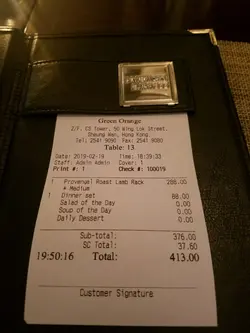 Green Orange
2/F. C3 Tower, 50 Wing Lok Street.
Sheung Wan, Hong Kong
Tel: 2541 9090 Fax: 2541 9080
Table: 13
Date: 2019-02-19 Time: 18:39:33
Staff: Admin Admin Cover: 1
Print #: 1 Check #: 100019
1 Provençal Roast Lamb Rack 288.00
* Medium
1 Dinner set 88.00
Salad of the Day 0.00
Soup of the Day 0.00
Daily Dessert 0.00
Sub-total: 376.00
SC Total: 37.60
19:50:16 Total: 413.00
Customer Signature